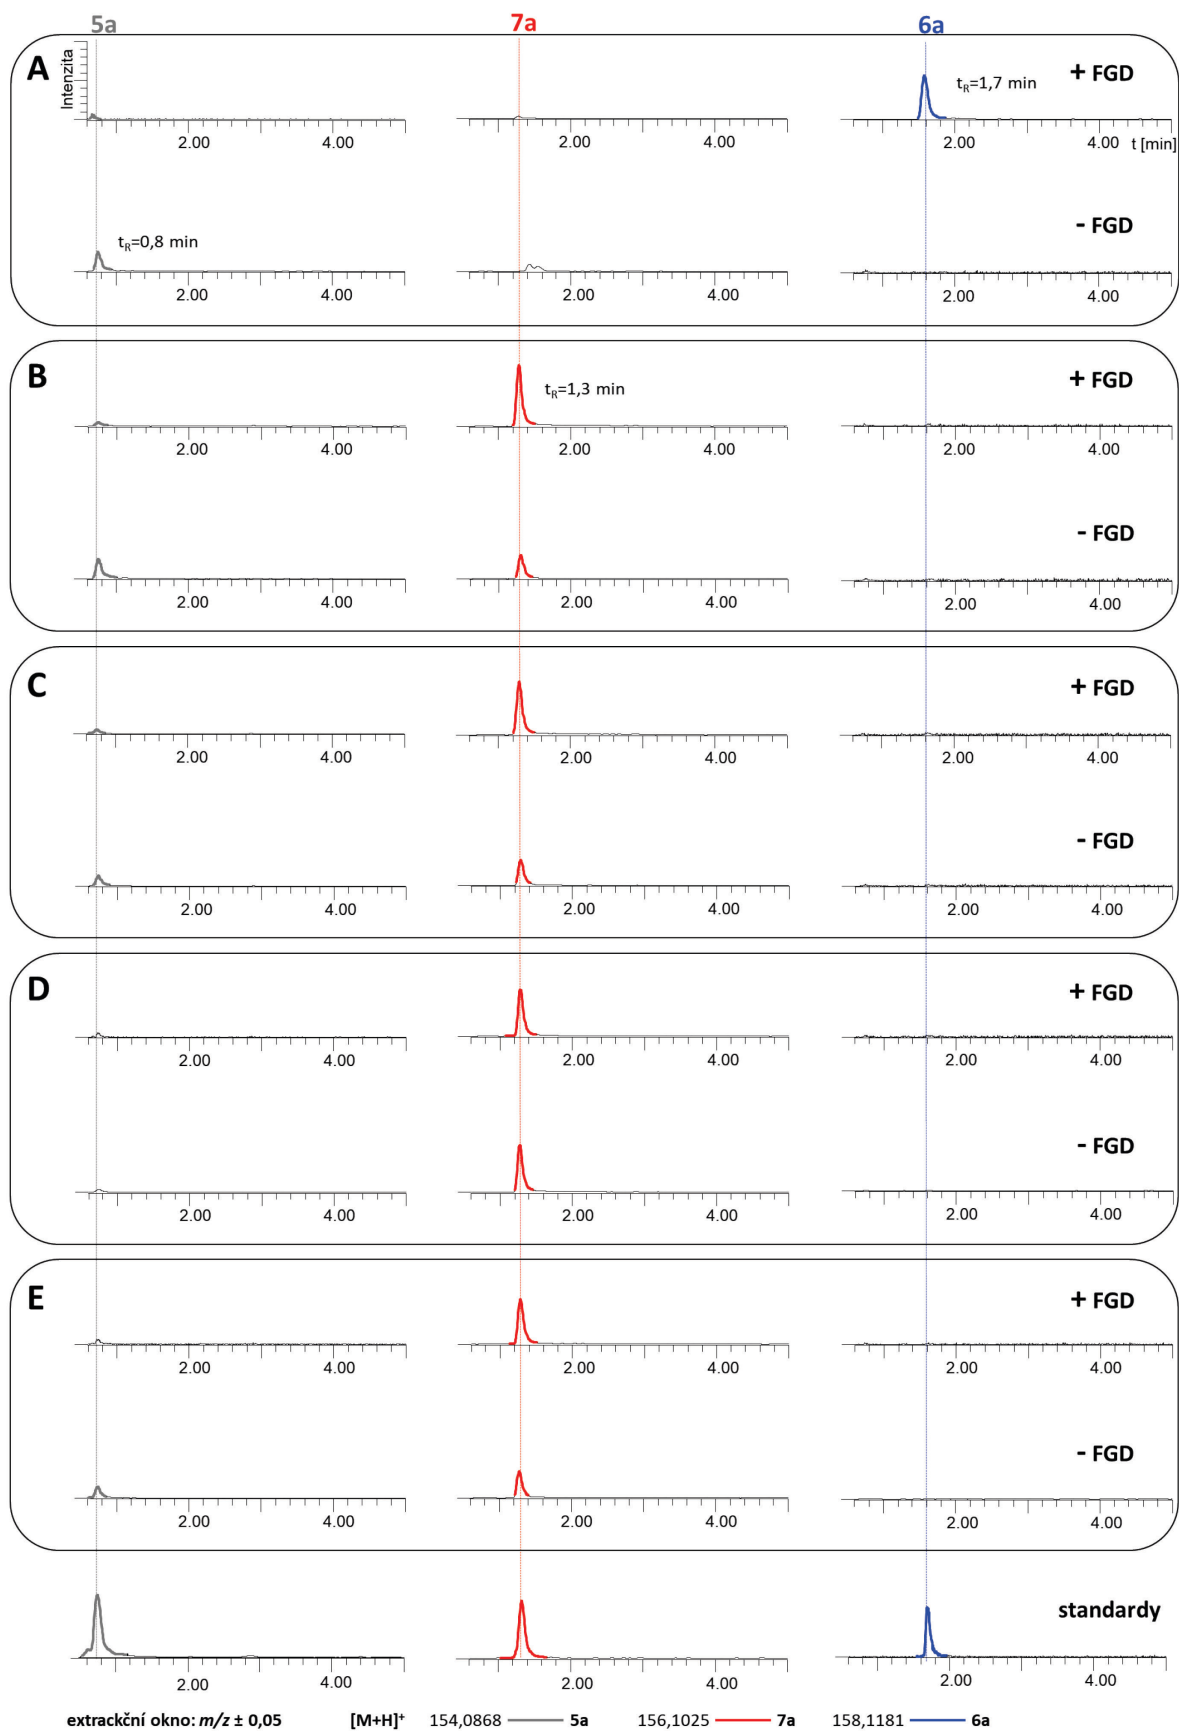 5a 7a 6a
A
Intenzita
+ FGD
tR=1,7 min
2.00 4.00 2.00 4.00 2.00 4.00 t [min]
- FGD
tR=0,8 min
2.00 4.00 2.00 4.00 2.00 4.00
B
+ FGD
tR=1,3 min
2.00 4.00 2.00 4.00 2.00 4.00
- FGD
2.00 4.00 2.00 4.00 2.00 4.00
C
+ FGD
2.00 4.00 2.00 4.00 2.00 4.00
- FGD
2.00 4.00 2.00 4.00 2.00 4.00
D
+ FGD
2.00 4.00 2.00 4.00 2.00 4.00
- FGD
2.00 4.00 2.00 4.00 2.00 4.00
E
+ FGD
2.00 4.00 2.00 4.00 2.00 4.00
- FGD
2.00 4.00 2.00 4.00 2.00 4.00
standardy
2.00 4.00 2.00 4.00 2.00 4.00
extrackční okno: m/z ± 0,05 [M+H]+ 154,0868 5a 156,1025 7a 158,1181 6a